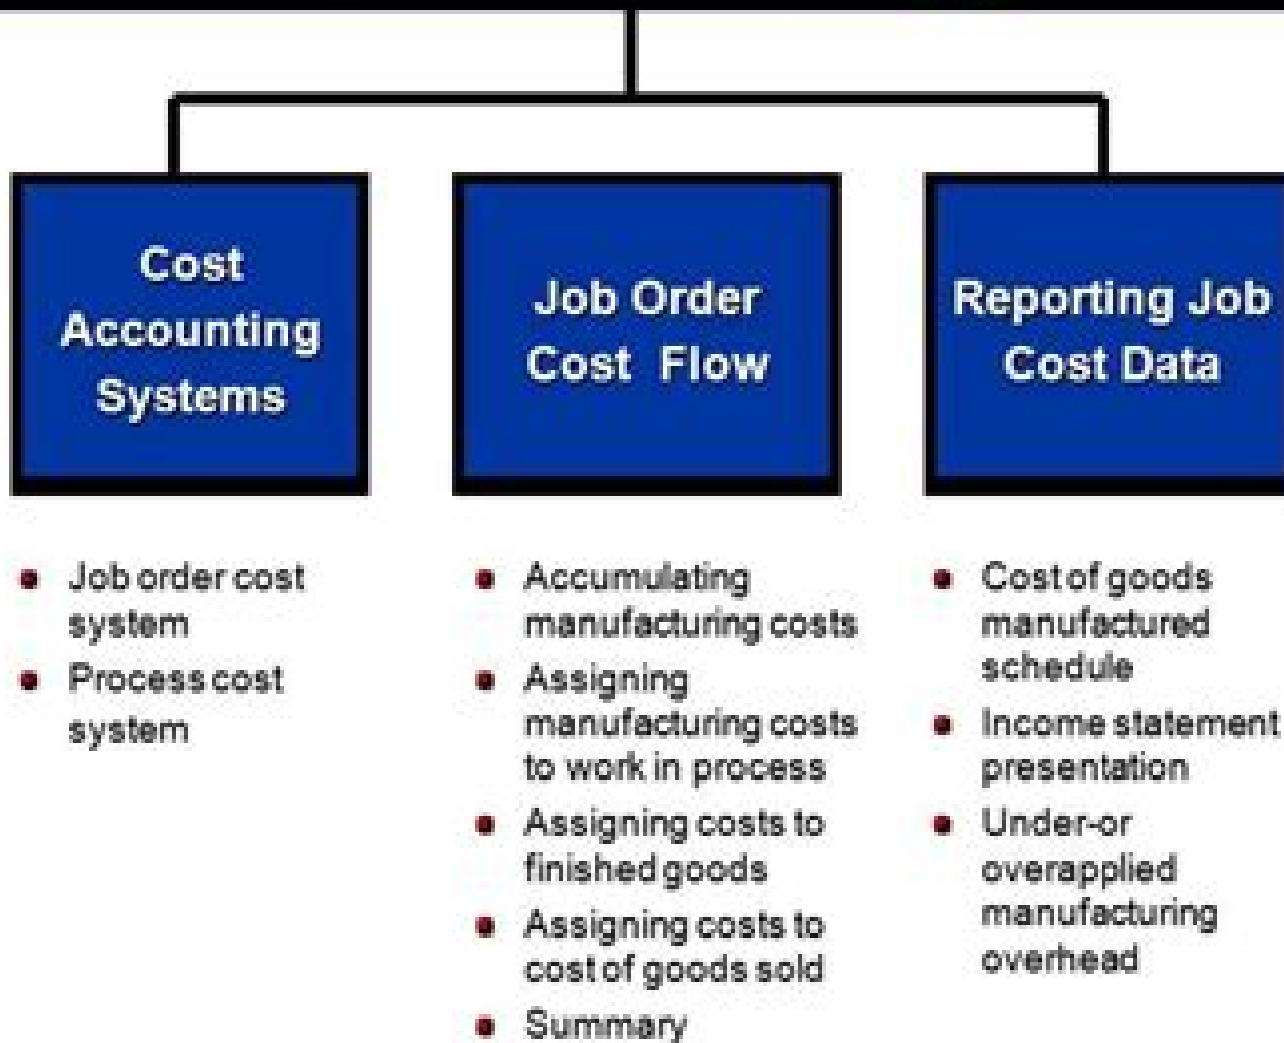 Cost
Accounting
Systems
Job order cost
system
Process cost
system
Job Order
Cost Flow
Accumulating
manufacturing costs
Assigning
manufacturing costs
to work in process
Assigning costs to
finished goods
Assigning costs to
cost of goods sold
Summary
Reporting Job
Cost Data
Cost of goods
manufactured
schedule
Income statement
presentation
Under-or
overapplied
manufacturing
overhead